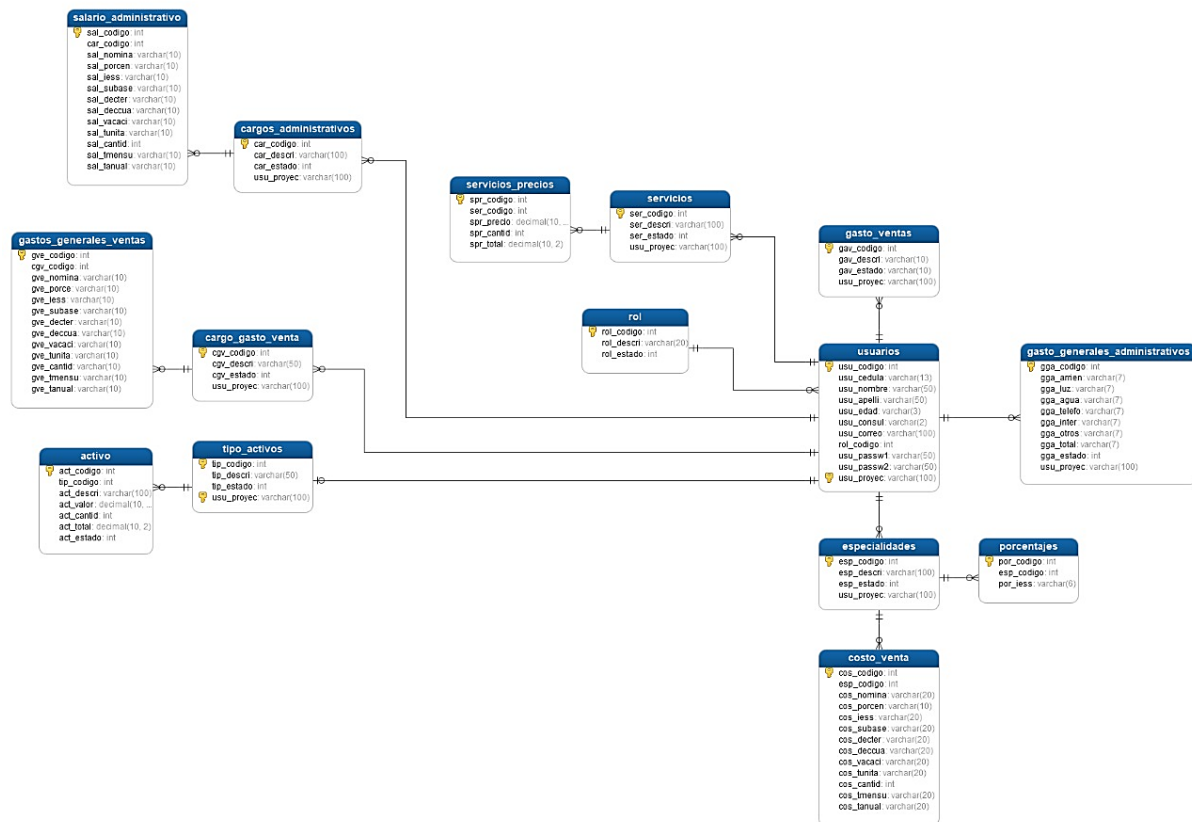 salario_administrativo
sal_codigo: int
car_codigo: int
sal_nomina: varchar(10)
sal_porcen: varchar(10)
sal_iess: varchar(10)
sal_subase: varchar(10)
sal_decter: varchar(10)
sal_deccua: varchar(10)
sal_vacaci: varchar(10)
sal_tunita: varchar(10)
sal_cantid: int
sal_tmensu: varchar(10)
sal_tanual: varchar(10)
cargos_administrativos
car_codigo: int
car_descri: varchar(100)
car_estado: int
usu_proyec: varchar(100)
servicios_precios
spr_codigo: int
ser_codigo: int
spr_precio: decimal(10, ...
spr_cantid: int
spr_total: decimal(10, 2)
servicios
ser_codigo: int
ser_descri: varchar(100)
ser_estado: int
usu_proyec: varchar(100)
gasto_ventas
gav_codigo: int
gav_descri: varchar(10)
gav_estado: varchar(10)
usu_proyec: varchar(100)
gastos_generales_ventas
gve_codigo: int
cgv_codigo: int
gve_nomina: varchar(10)
gve_porce: varchar(10)
gve_iess: varchar(10)
gve_subase: varchar(10)
gve_decter: varchar(10)
gve_deccua: varchar(10)
gve_vacaci: varchar(10)
gve_tunita: varchar(10)
gve_cantid: varchar(10)
gve_tmensu: varchar(10)
gve_tanual: varchar(10)
cargo_gasto_venta
cgv_codigo: int
cgv_descri: varchar(50)
cgv_estado: int
usu_proyec: varchar(100)
rol
rol_codigo: int
rol_descri: varchar(20)
rol_estado: int
usuarios
usu_codigo: int
usu_cedula: varchar(13)
usu_nombre: varchar(50)
usu_apelli: varchar(50)
usu_edad: varchar(3)
usu_consul: varchar(2)
usu_correo: varchar(100)
rol_codigo: int
usu_passw1: varchar(50)
usu_passw2: varchar(50)
usu_proyec: varchar(100)
gasto_generales_administrativos
gga_codigo: int
gga_amen: varchar(7)
gga_luz: varchar(7)
gga_agua: varchar(7)
gga_telefo: varchar(7)
gga_inter: varchar(7)
gga_otros: varchar(7)
gga_total: varchar(7)
gga_estado: int
usu_proyec: varchar(100)
activo
act_codigo: int
tip_codigo: int
act_descri: varchar(100)
act_valor: decimal(10, ...
act_cantid: int
act_total: decimal(10, 2)
act_estado: int
tipo_activos
tip_codigo: int
tip_descri: varchar(50)
tip_estado: int
usu_proyec: varchar(100)
especialidades
esp_codigo: int
esp_descri: varchar(100)
esp_estado: int
usu_proyec: varchar(100)
porcentajes
por_codigo: int
esp_codigo: int
por_iess: varchar(6)
costo_venta
cos_codigo: int
esp_codigo: int
cos_nomina: varchar(20)
cos_porcen: varchar(10)
cos_iess: varchar(20)
cos_subase: varchar(20)
cos_decter: varchar(20)
cos_deccua: varchar(20)
cos_vacaci: varchar(20)
cos_tunita: varchar(20)
cos_cantid: int
cos_tmensu: varchar(20)
cos_tanual: varchar(20)